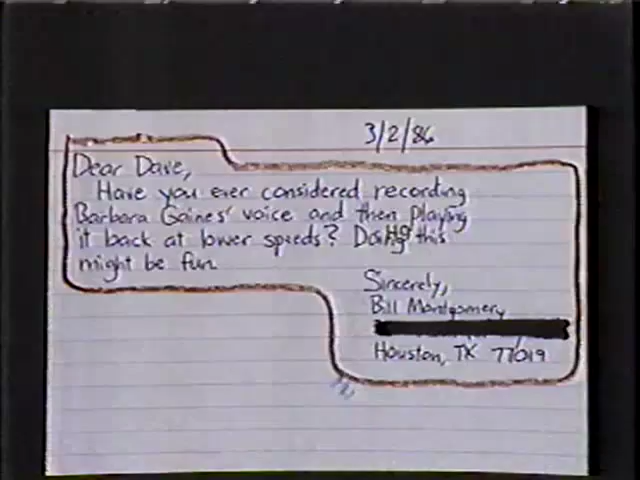 3/2/86
Dear Dave,
Have you ever considered recording
Barbara Gaines' voice and then playing
it back at lower speeds? Doing this
might be fun.
Sincerely,
Bill Montgomery
Houston, TX 77019